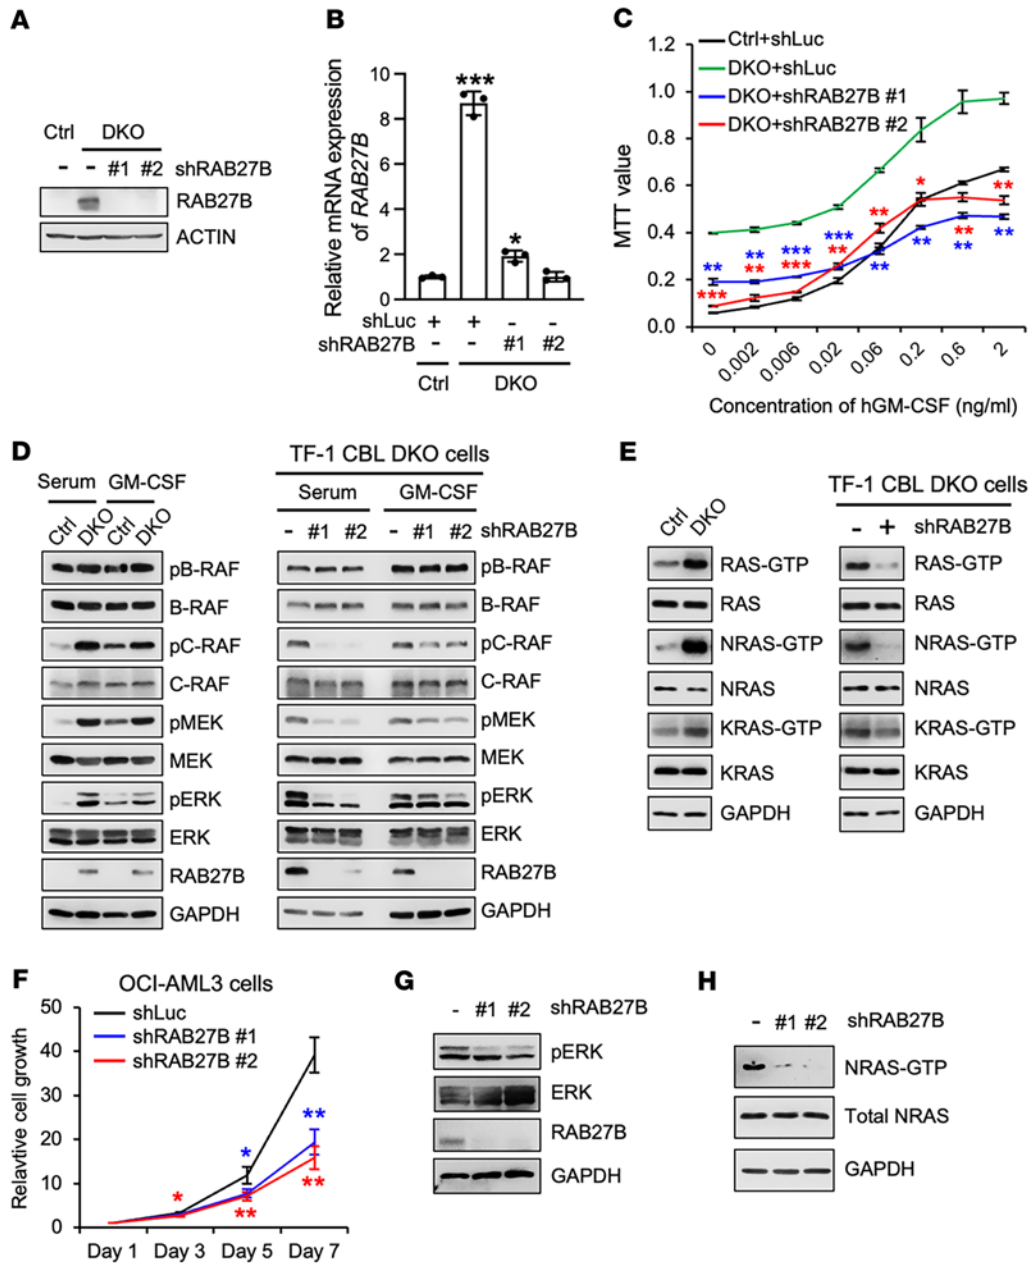 A
Ctrl DKO
- - #1 #2 shRAB27B
RAB27B
ACTIN
B
Relative mRNA expression
of RAB27B
10
8
6
4
2
0
***
*
shLuc + + - -
shRAB27B - - #1 #2
Ctrl DKO
C
MTT value
1.2
1.0
0.8
0.6
0.4
0.2
0.0
Ctrl+shLuc
DKO+shLuc
DKO+shRAB27B #1
DKO+shRAB27B #2
** ** *** *** ** ** ** **
*** ** *** ** ** * ** **
0 0.002 0.006 0.02 0.06 0.2 0.6 2
Concentration of hGM-CSF (ng/ml)
D
Serum GM-CSF
Ctrl DKO Ctrl DKO
pB-RAF
B-RAF
pC-RAF
C-RAF
pMEK
MEK
pERK
ERK
RAB27B
GAPDH
TF-1 CBL DKO cells
Serum GM-CSF
- #1 #2 - #1 #2 shRAB27B
pB-RAF
B-RAF
pC-RAF
C-RAF
pMEK
MEK
pERK
ERK
RAB27B
GAPDH
E
Ctrl DKO
RAS-GTP
RAS
NRAS-GTP
NRAS
KRAS-GTP
KRAS
GAPDH
TF-1 CBL DKO cells
- + shRAB27B
RAS-GTP
RAS
NRAS-GTP
NRAS
KRAS-GTP
KRAS
GAPDH
F
OCI-AML3 cells
Relavtive cell growth
50
40
30
20
10
0
shLuc
shRAB27B #1
shRAB27B #2
* **
* ** **
Day 1 Day 3 Day 5 Day 7
G
- #1 #2 shRAB27B
pERK
ERK
RAB27B
GAPDH
H
- #1 #2 shRAB27B
NRAS-GTP
Total NRAS
GAPDH